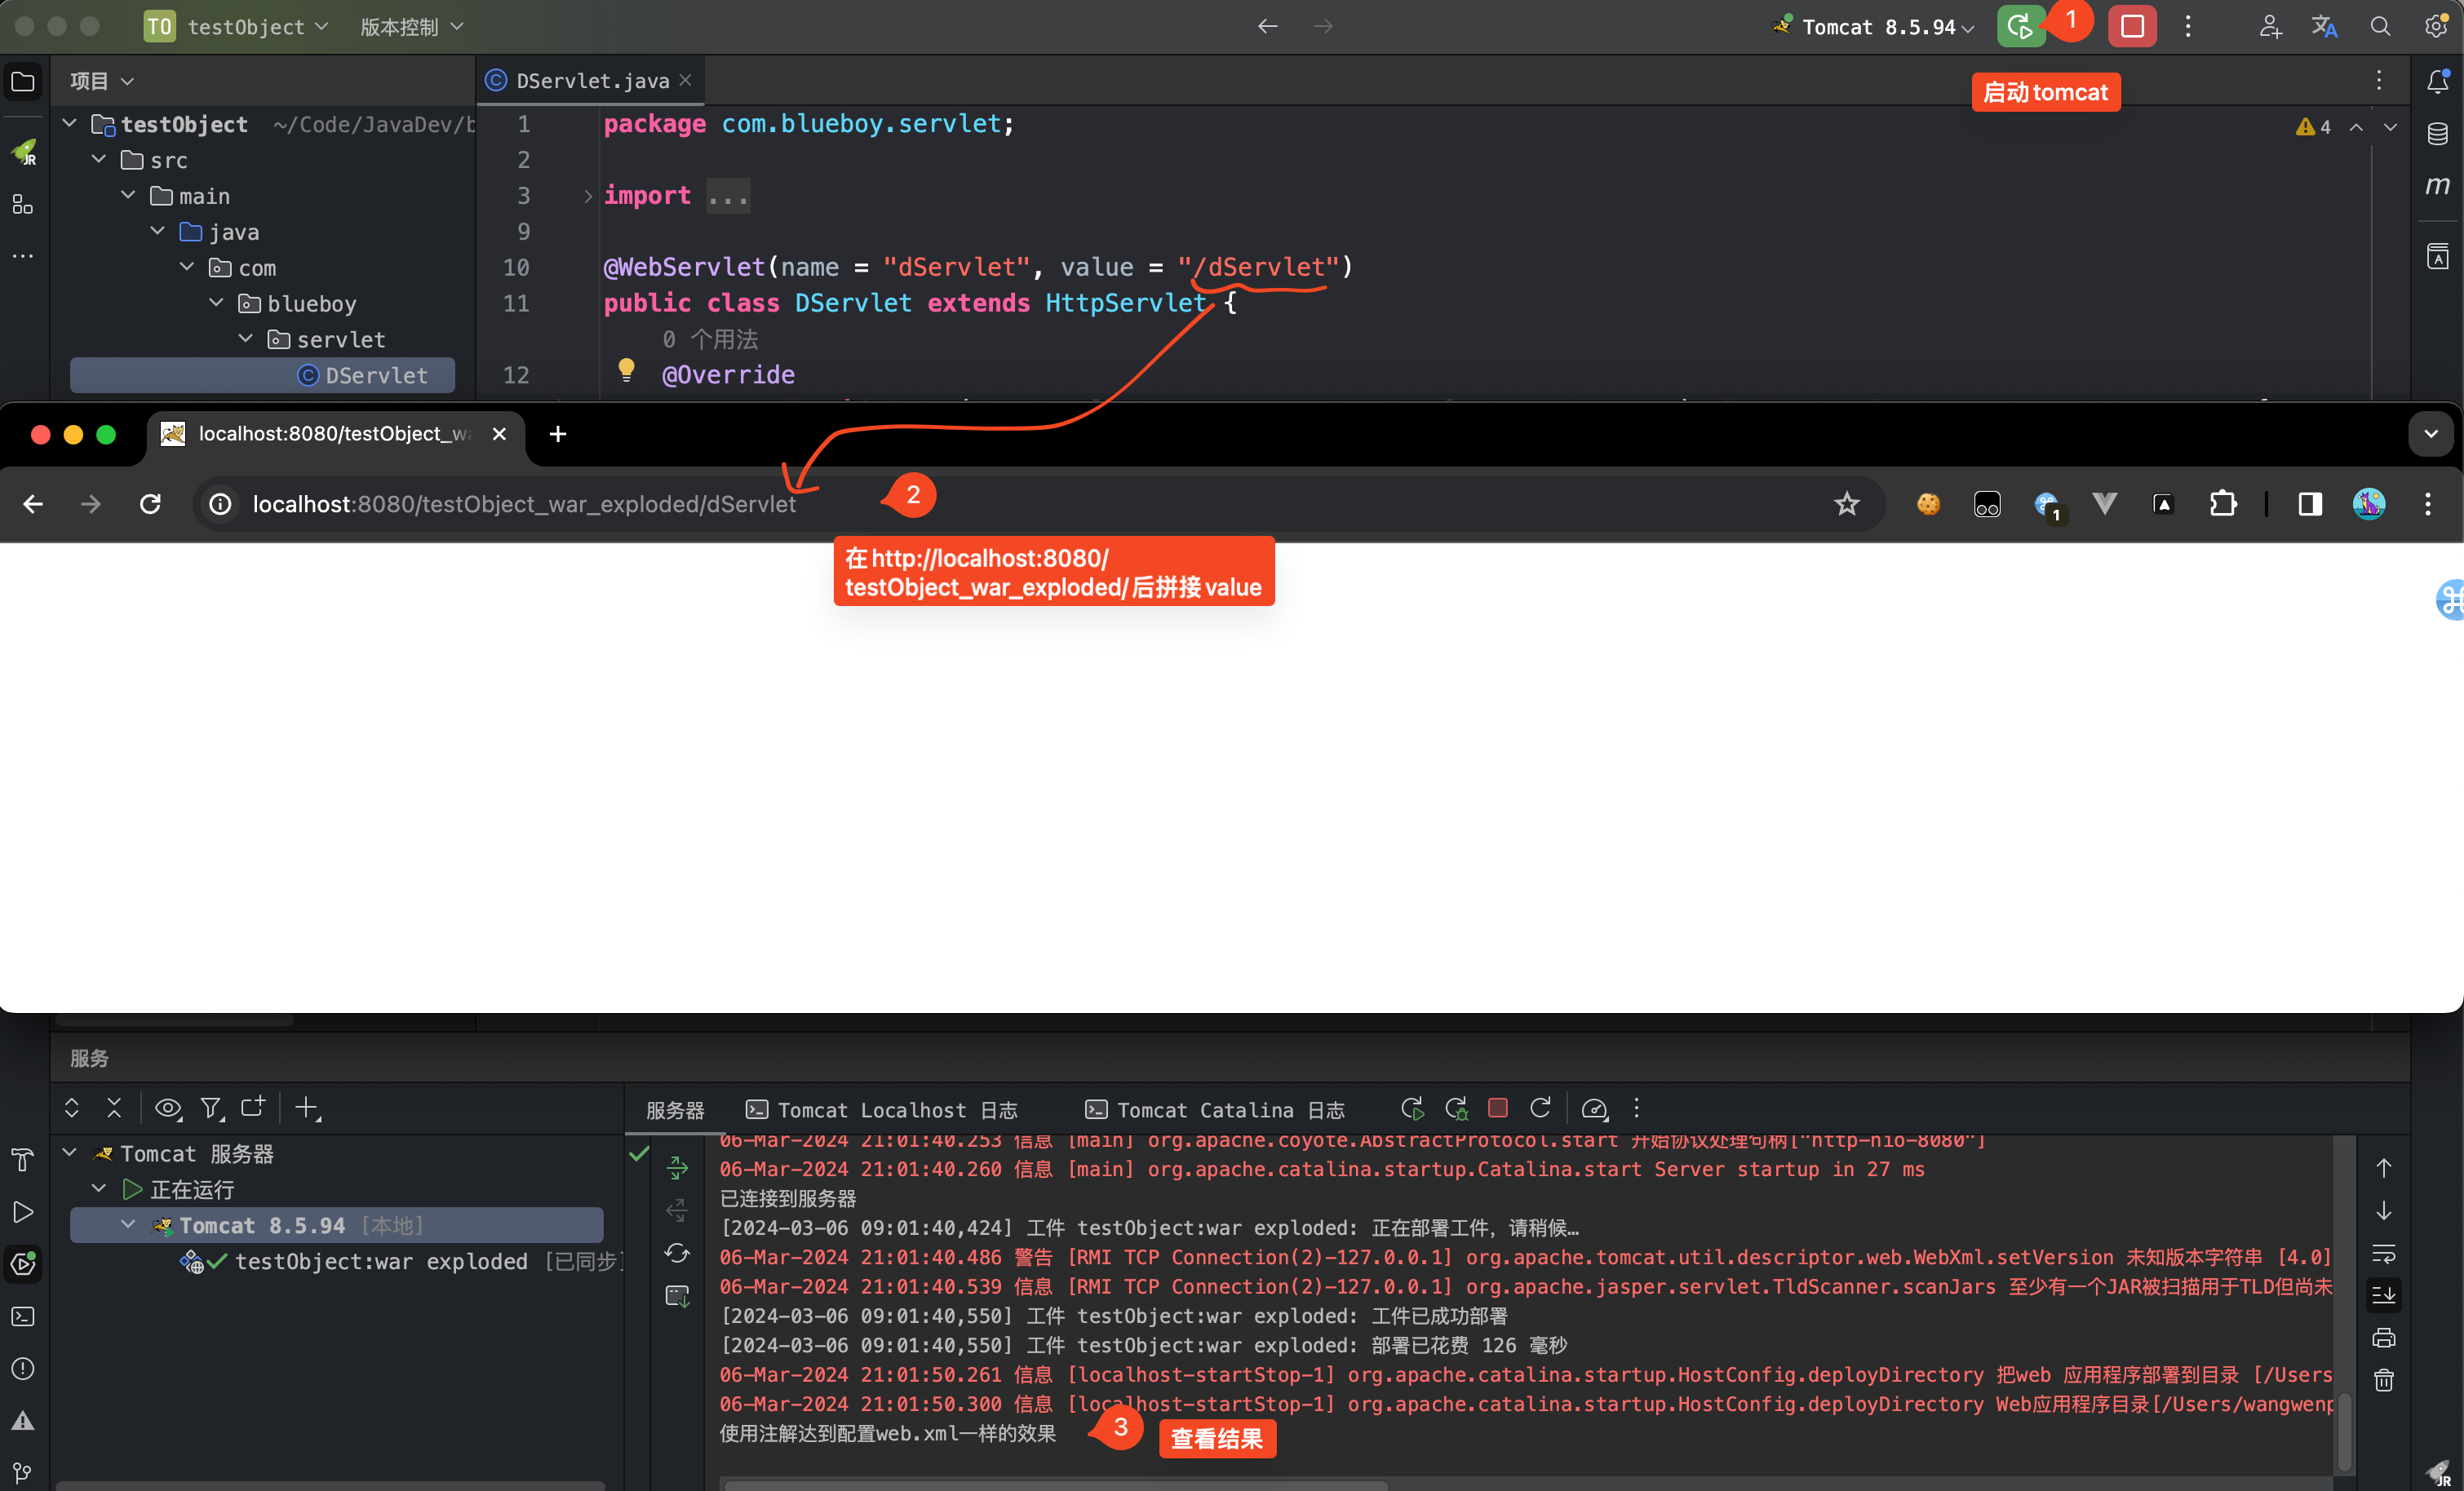 TO testObject 版本控制 Tomcat 8.5.94 1
项目 DServlet.java 启动tomcat
testObject ~/Code/JavaDev/b
src
main
java
com
blueboy
servlet
DServlet
4
1 package com.blueboy.servlet;
2
3 import ...
9
10 @WebServlet(name = "dServlet", value = "/dServlet")
11 public class DServlet extends HttpServlet {
0 个用法
12 @Override
localhost:8080/testObject_wa
localhost:8080/testObject_war_exploded/dServlet 2
1
在http://localhost:8080/
testObject_war_exploded/后拼接value
服务
服务器 Tomcat Localhost 日志 Tomcat Catalina 日志
Tomcat 服务器
正在运行
Tomcat 8.5.94 [本地]
testObject:war exploded [已同步]
06-Mar-2024 21:01:40.253 信息 [main] org.apache.coyote.AbstractProtocol.start 开始协议处理句柄["http-nio-8080"]
06-Mar-2024 21:01:40.260 信息 [main] org.apache.catalina.startup.Catalina.start Server startup in 27 ms
已连接到服务器
[2024-03-06 09:01:40,424] 工件 testObject:war exploded: 正在部署工件，请稍候…
06-Mar-2024 21:01:40.486 警告 [RMI TCP Connection(2)-127.0.0.1] org.apache.tomcat.util.descriptor.web.WebXml.setVersion 未知版本字符串 [4.0]
06-Mar-2024 21:01:40.539 信息 [RMI TCP Connection(2)-127.0.0.1] org.apache.jasper.servlet.TldScanner.scanJars 至少有一个JAR被扫描用于TLD但尚未
[2024-03-06 09:01:40,550] 工件 testObject:war exploded: 工件已成功部署
[2024-03-06 09:01:40,550] 工件 testObject:war exploded: 部署已花费 126 毫秒
06-Mar-2024 21:01:50.261 信息 [localhost-startStop-1] org.apache.catalina.startup.HostConfig.deployDirectory 把web 应用程序部署到目录 [/Users
06-Mar-2024 21:01:50.300 信息 [localhost-startStop-1] org.apache.catalina.startup.HostConfig.deployDirectory Web应用程序目录[/Users/wangwenp
使用注解达到配置web.xml一样的效果 3 查看结果